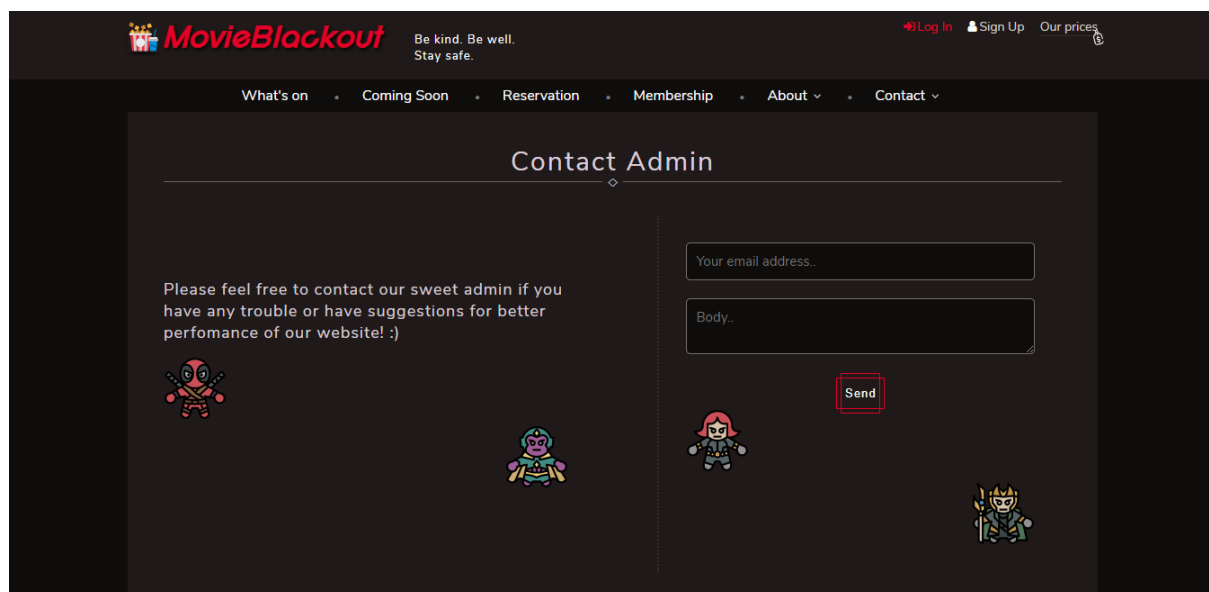 MovieBlackout
Be kind. Be well.
Stay safe.
Log In Sign Up Our prices
What's on Coming Soon Reservation Membership About Contact
Contact Admin
Please feel free to contact our sweet admin if you
have any trouble or have suggestions for better
perfomance of our website! :)
Your email address..
Body..
Send